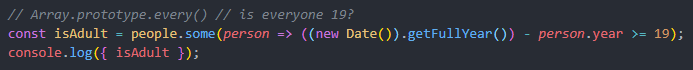 // Array.prototype.every() // is everyone 19?
const isAdult = people.some(person => ((new Date()).getFullYear()) - person.year >= 19);
console.log({ isAdult });